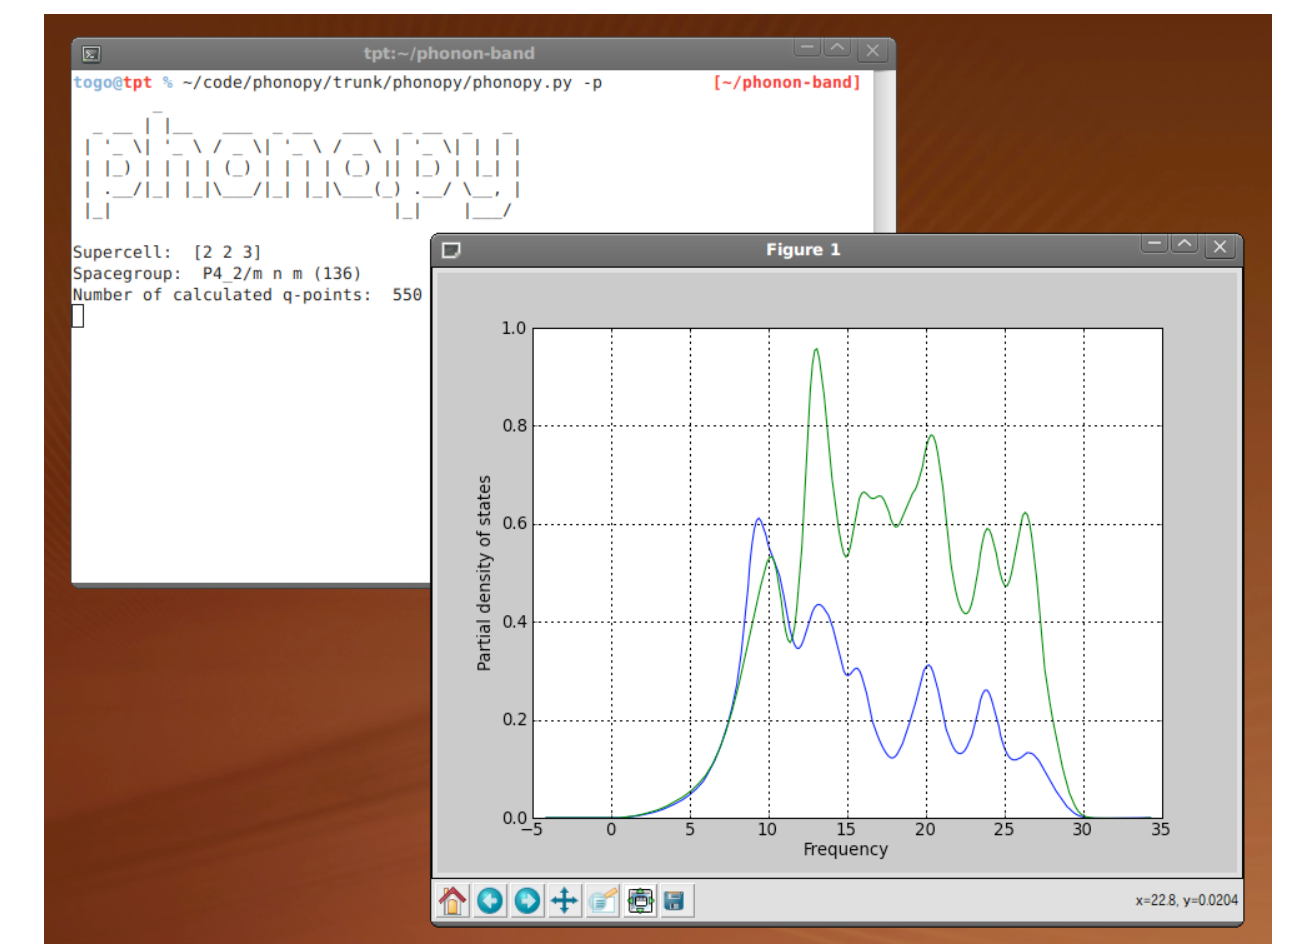 tpt:~/phonon-band
togo@tpt % ~/code/phonopy/trunk/phonopy/phonopy.py -p [~/phonon-band]
phonopy
Supercell: [2 2 3]
Spacegroup: P4_2/m n m (136)
Number of calculated q-points: 550
Figure 1
1.0
0.8
0.6
0.4
0.2
0.0
Partial density of states
−5 0 5 10 15 20 25 30 35
Frequency
x=22.8, y=0.0204